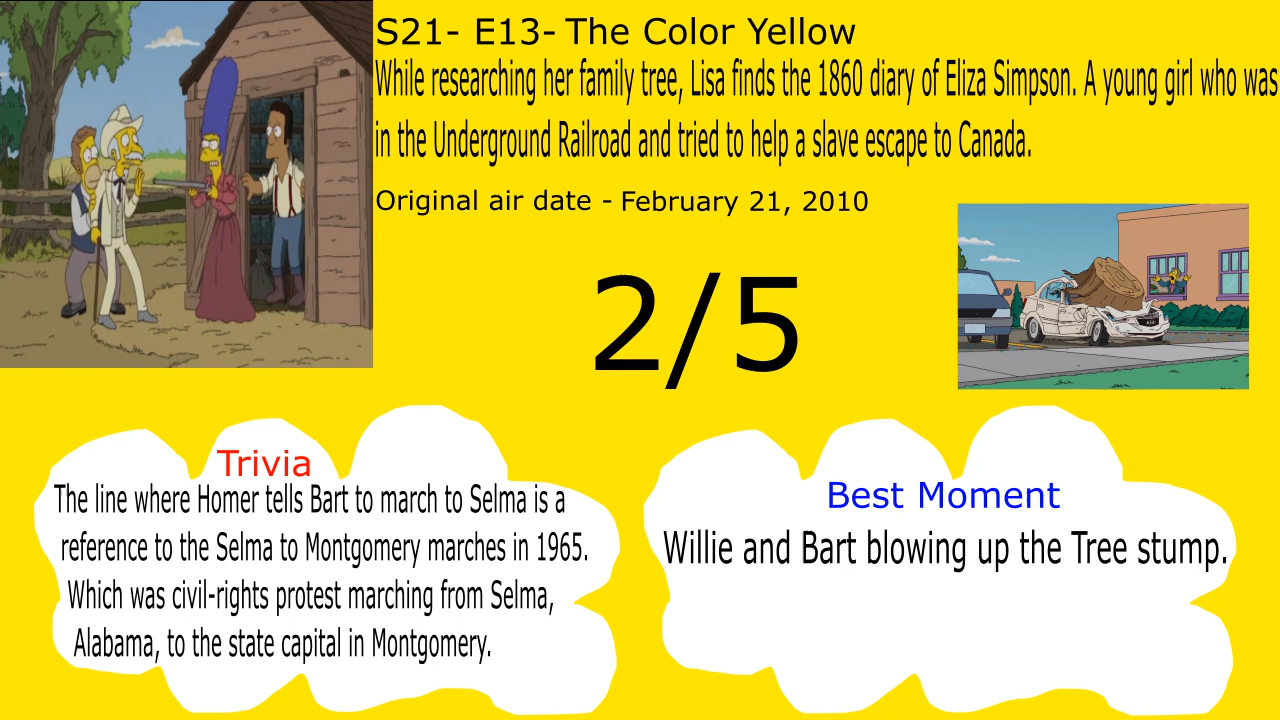 S21- E13- The Color Yellow
While researching her family tree, Lisa finds the 1860 diary of Eliza Simpson. A young girl who was
in the Underground Railroad and tried to help a slave escape to Canada.
Original air date - February 21, 2010
2/5
Trivia
The line where Homer tells Bart to march to Selma is a
reference to the Selma to Montgomery marches in 1965.
Which was civil-rights protest marching from Selma,
Alabama, to the state capital in Montgomery.
Best Moment
Willie and Bart blowing up the Tree stump.